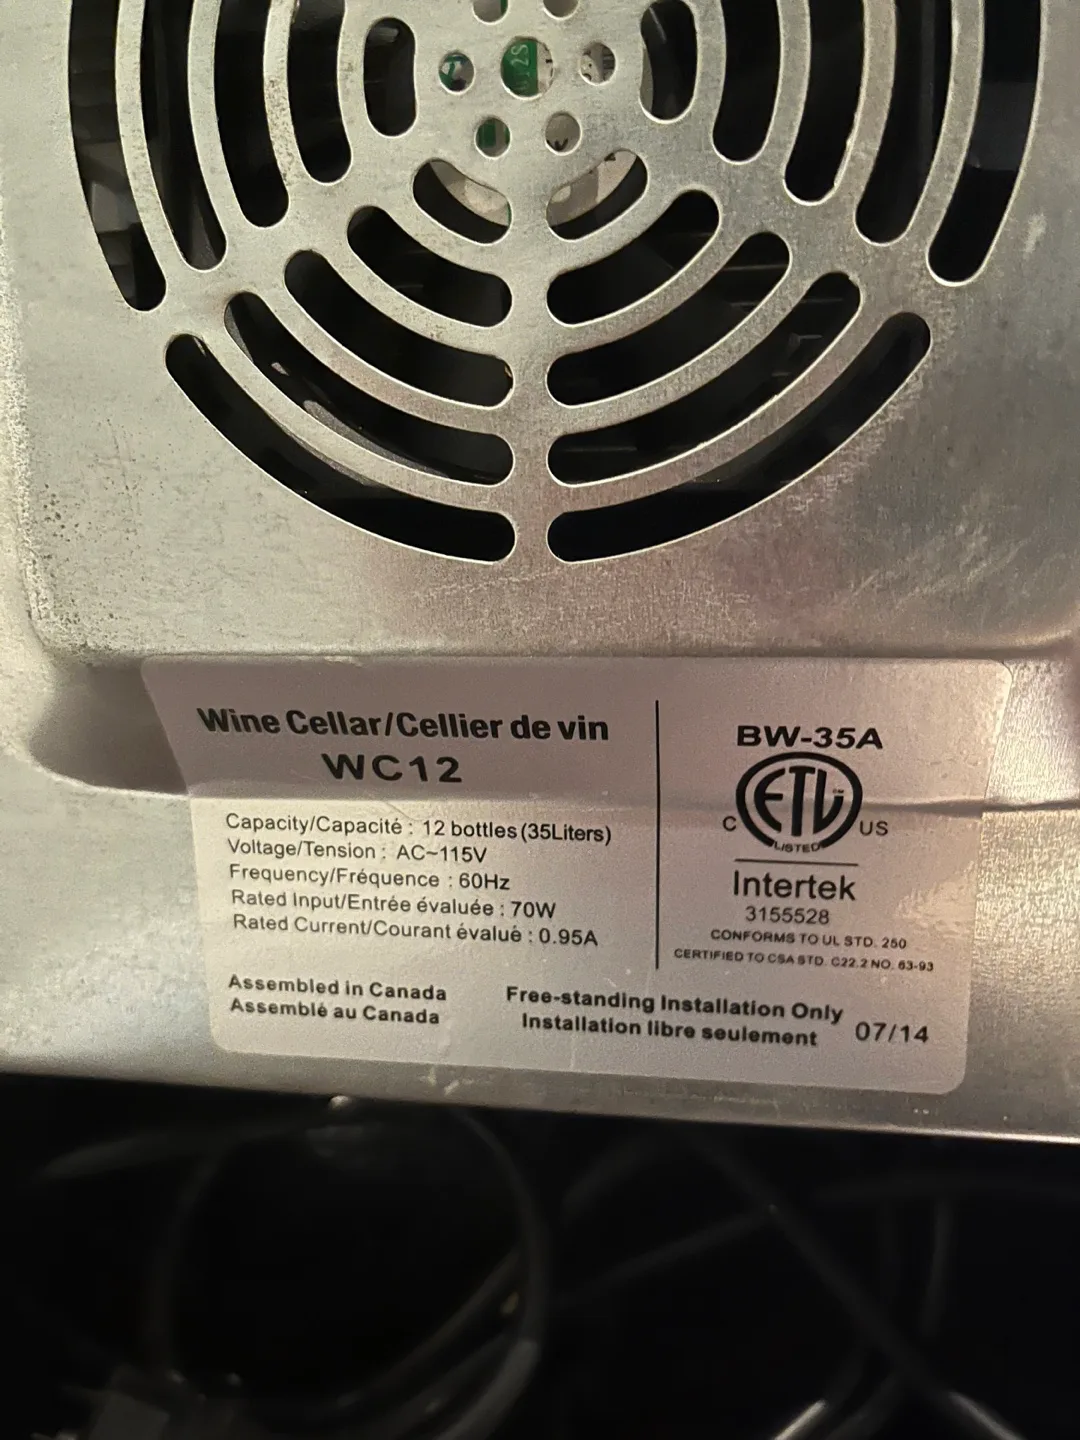 Wine Cellar/Cellier de vin
WC12
Capacity/Capacité : 12 bottles (35Liters)
Voltage/Tension : AC~115V
Frequency/Fréquence : 60Hz
Rated Input/Entrée évaluée : 70W
Rated Current/Courant évalué : 0.95A
Assembled in Canada
Assemblé au Canada
BW-35A
ETL
C US
LISTED
Intertek
3155528
CONFORMS TO UL STD. 250
CERTIFIED TO CSA STD. C22.2 NO. 63-93
Free-standing Installation Only
Installation libre seulement
07/14